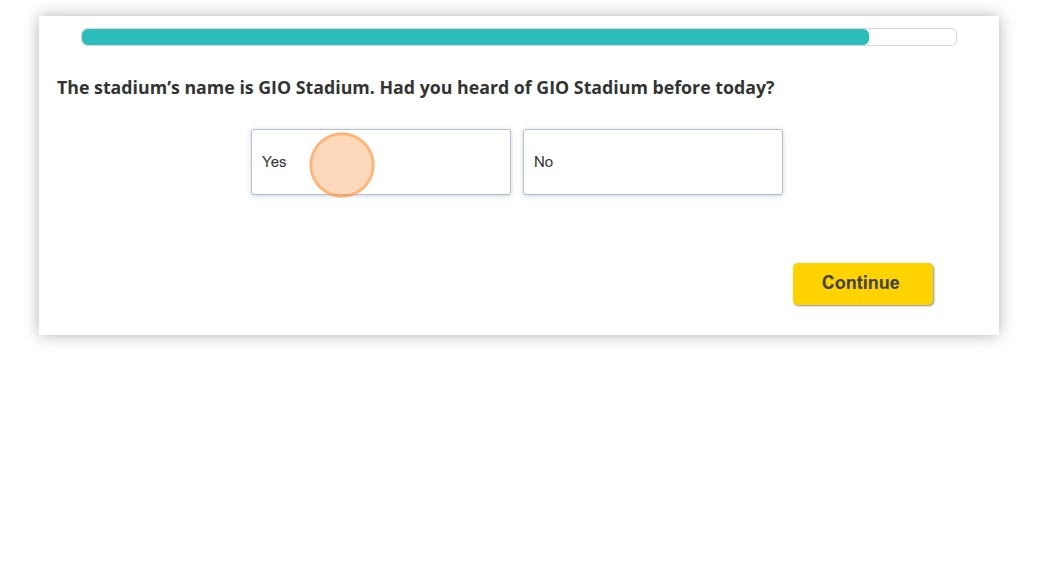 The stadium’s name is GIO Stadium. Had you heard of GIO Stadium before today?
Yes
No
Continue